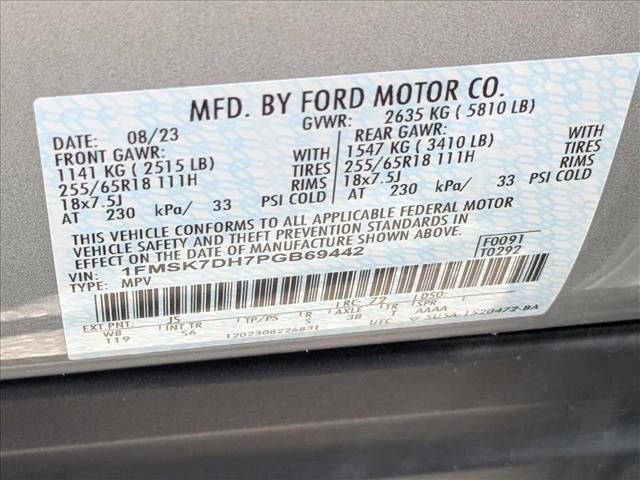 MFD. BY FORD MOTOR CO.
DATE: 08/23 GVWR: 2635 KG ( 5810 LB)
FRONT GAWR: WITH REAR GAWR: WITH
1141 KG ( 2515 LB) TIRES 1547 KG ( 3410 LB) TIRES
255/65R18 111H RIMS 255/65R18 111H RIMS
18x7.5J 18x7.5J
AT 230 kPa/ 33 PSI COLD AT 230 kPa/ 33 PSI COLD
THIS VEHICLE CONFORMS TO ALL APPLICABLE FEDERAL MOTOR
VEHICLE SAFETY AND THEFT PREVENTION STANDARDS IN EFFECT ON THE
DATE OF MANUFACTURE SHOWN ABOVE.
VIN: 1FMSK7DH7PGB69442 F0091
TYPE: MPV T0292
EXT PNT: JS RC: 72 DSO:
WB INT TR TP/PS R AXLE TR SPR
119 S6 5 3B T AAAA
120230822683 UTC